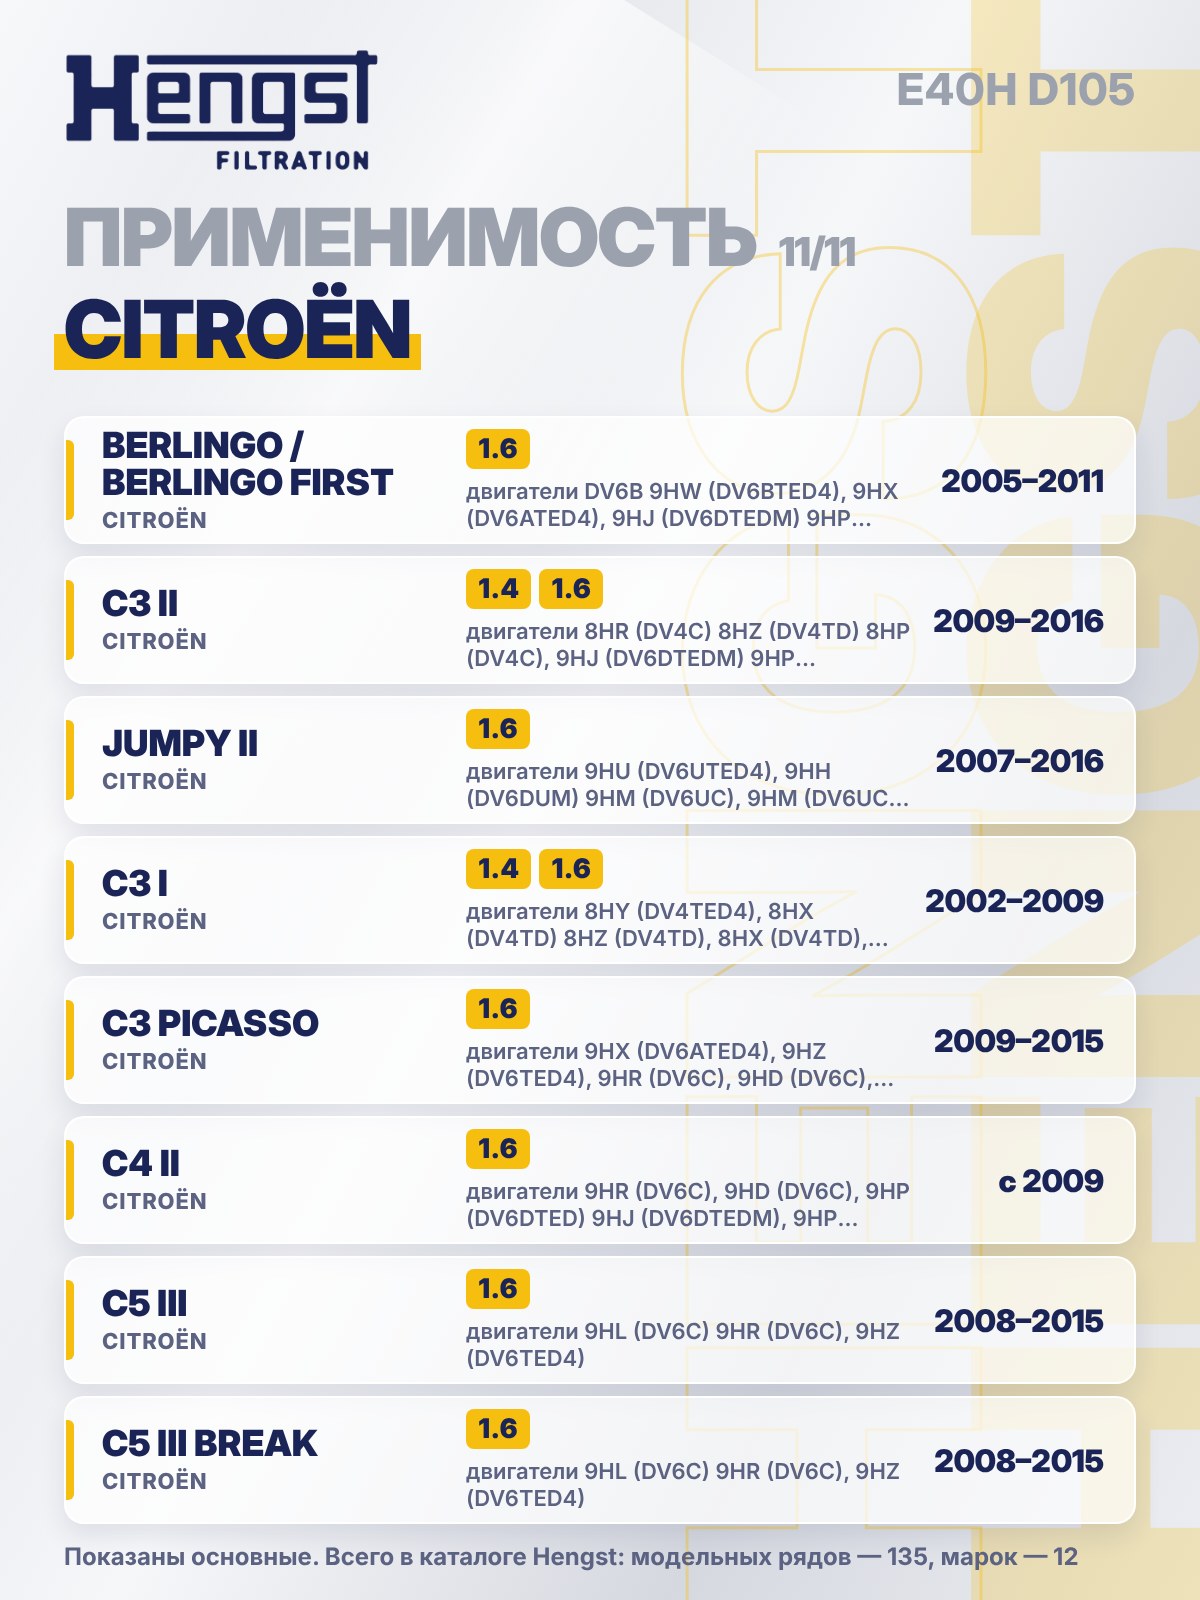 Hengst
FILTRATION
E40H D105
ПРИМЕНИМОСТЬ 11/11
CITROËN
BERLINGO /
BERLINGO FIRST
CITROËN
1.6
двигатели DV6B 9HW (DV6BTED4), 9HX
(DV6ATED4), 9HJ (DV6DTEDM) 9HP...
2005–2011
C3 II
CITROËN
1.4 1.6
двигатели 8HR (DV4C) 8HZ (DV4TD) 8HP
(DV4C), 9HJ (DV6DTEDM) 9HP...
2009–2016
JUMPY II
CITROËN
1.6
двигатели 9HU (DV6UTED4), 9HH
(DV6DUM) 9HM (DV6UC), 9HM (DV6UC...
2007–2016
C3 I
CITROËN
1.4 1.6
двигатели 8HY (DV4TED4), 8HX
(DV4TD) 8HZ (DV4TD), 8HX (DV4TD),...
2002–2009
C3 PICASSO
CITROËN
1.6
двигатели 9HX (DV6ATED4), 9HZ
(DV6TED4), 9HR (DV6C), 9HD (DV6C),...
2009–2015
C4 II
CITROËN
1.6
двигатели 9HR (DV6C), 9HD (DV6C), 9HP
(DV6DTED) 9HJ (DV6DTEDM), 9HP...
с 2009
C5 III
CITROËN
1.6
двигатели 9HL (DV6C) 9HR (DV6C), 9HZ
(DV6TED4)
2008–2015
C5 III BREAK
CITROËN
1.6
двигатели 9HL (DV6C) 9HR (DV6C), 9HZ
(DV6TED4)
2008–2015
Показаны основные. Всего в каталоге Hengst: модельных рядов — 135, марок — 12
HENGST
HENGST